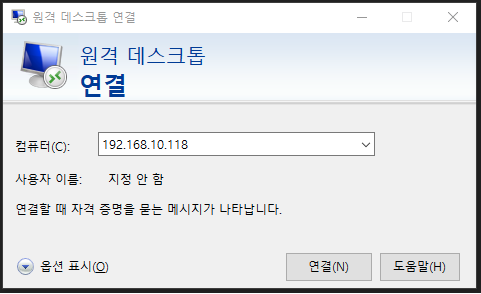 원격 데스크톱 연결
원격 데스크톱
연결
컴퓨터(C): 192.168.10.118
사용자 이름: 지정 안 함
연결할 때 자격 증명을 묻는 메시지가 나타납니다.
옵션 표시(O) 연결(N) 도움말(H)